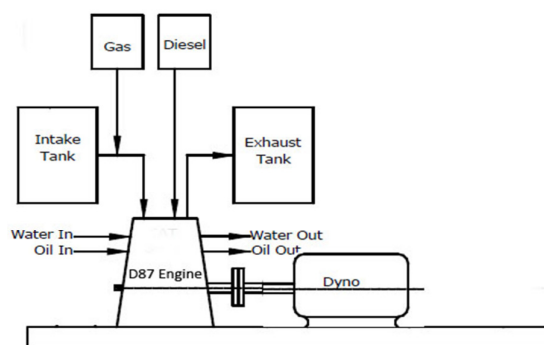 Gas
Diesel
Intake
Tank
Exhaust
Tank
Water In
Water Out
Oil In
Oil Out
D87 Engine
Dyno